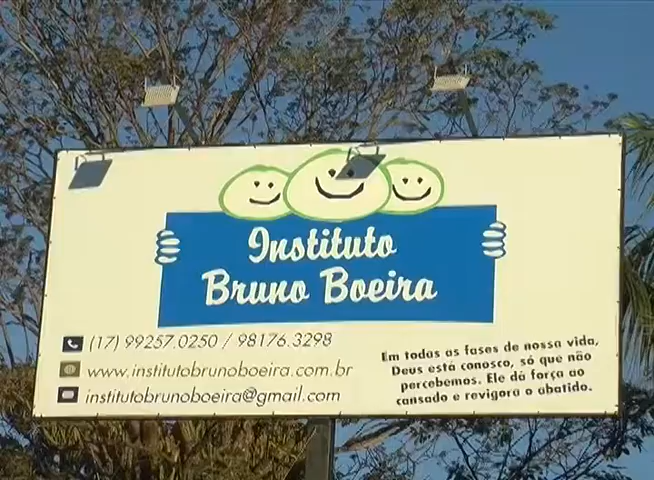 Instituto
Bruno Boeira
(17) 99257.0250 / 98176.3298
www.institutobrunoboeira.com.br
institutobrunoboeira@gmail.com
Em todas as fases de nossa vida,
Deus está conosco, só que não
percebemos. Ele dá força ao
cansado e revigora o abatido.